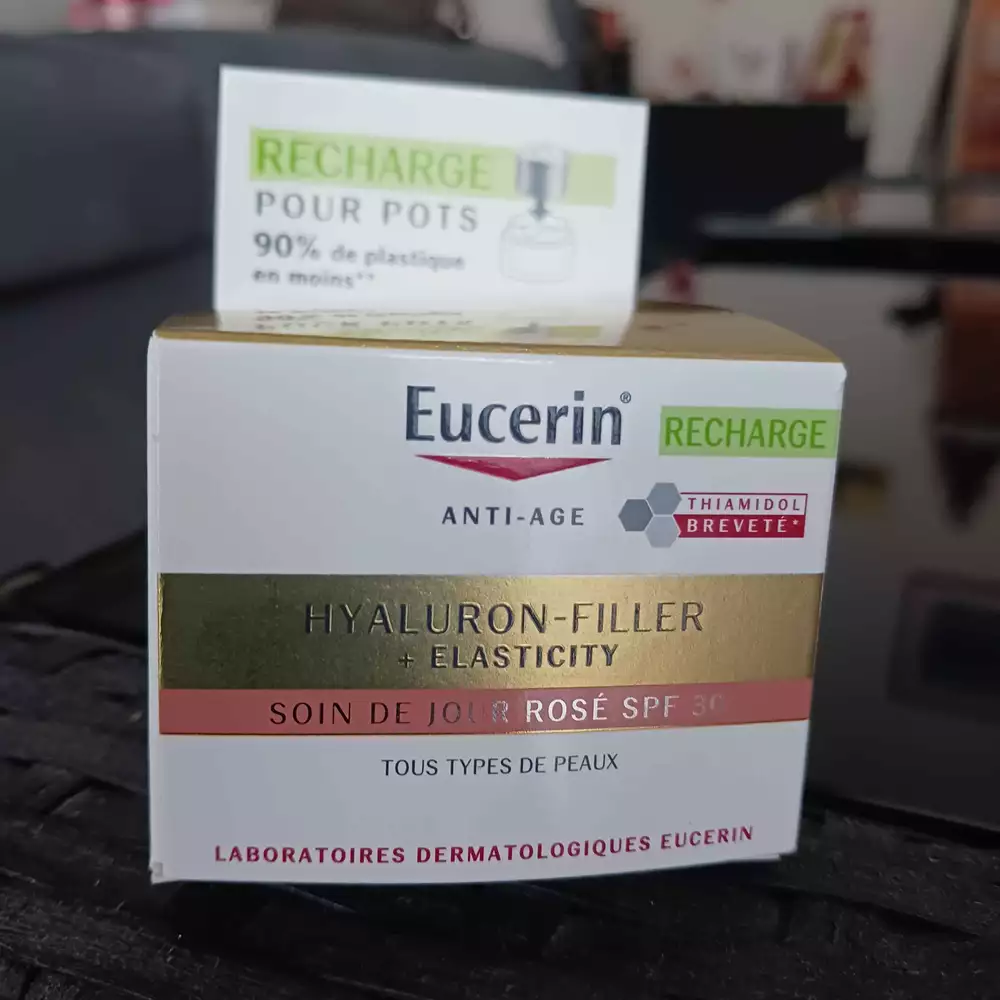 RECHARGE
POUR POTS
90% de plastique
en moins**
Eucerin®
RECHARGE
ANTI-AGE
THIAMIDOL
BREVETÉ*
HYALURON-FILLER
+ ELASTICITY
SOIN DE JOUR ROSÉ SPF 30
TOUS TYPES DE PEAUX
LABORATOIRES DERMATOLOGIQUES EUCERIN